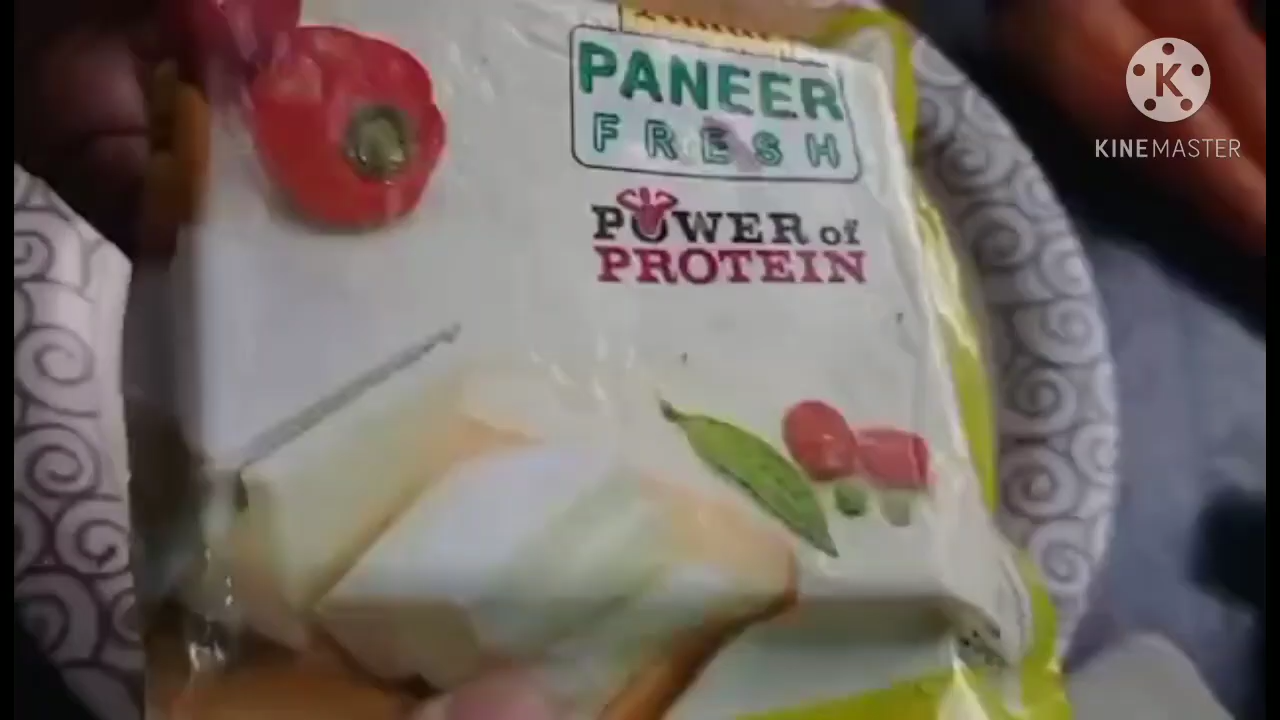 PANEER
FRESH
POWER of
PROTEIN
K
KINEMASTER